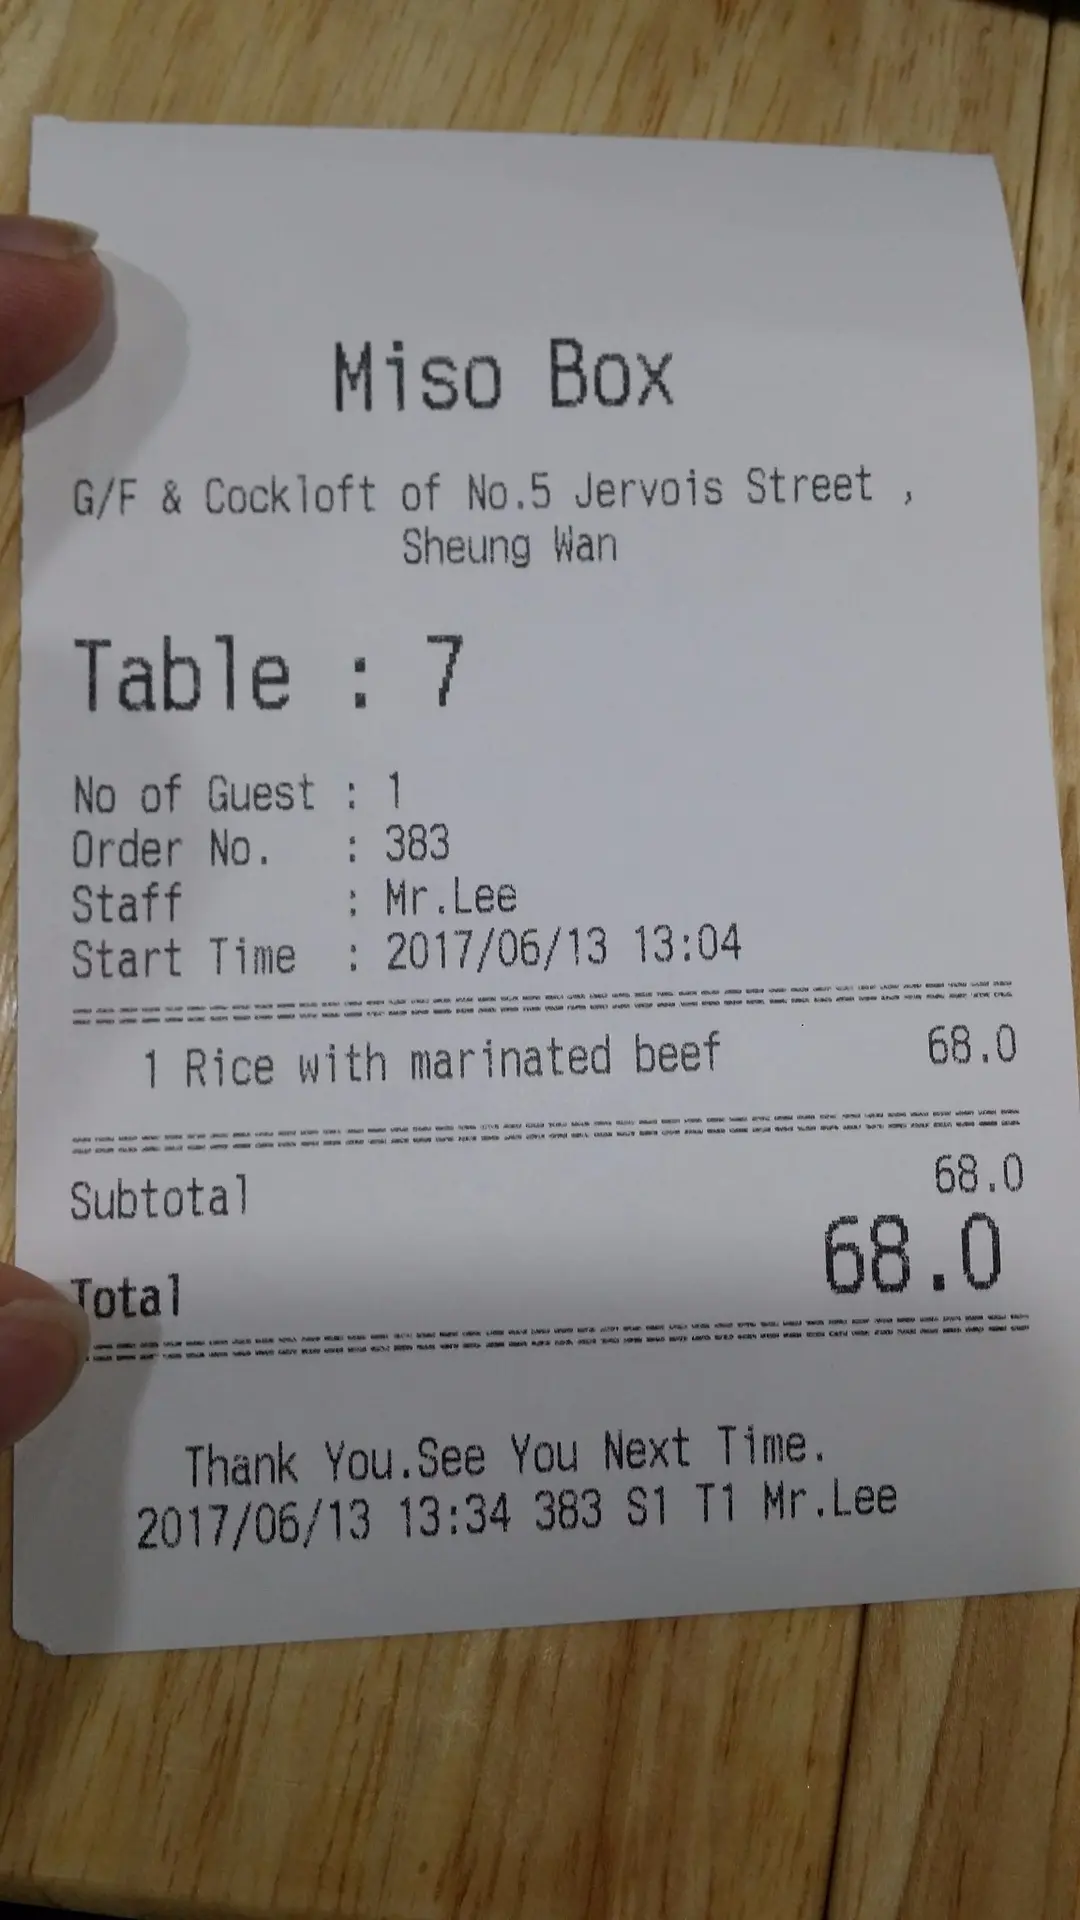 Miso Box
G/F & Cockloft of No.5 Jervois Street ,
Sheung Wan
Table : 7
No of Guest : 1
Order No. : 383
Staff : Mr.Lee
Start Time : 2017/06/13 13:04
1 Rice with marinated beef 68.0
Subtotal 68.0
Total 68.0
Thank You.See You Next Time.
2017/06/13 13:34 383 S1 T1 Mr.Lee